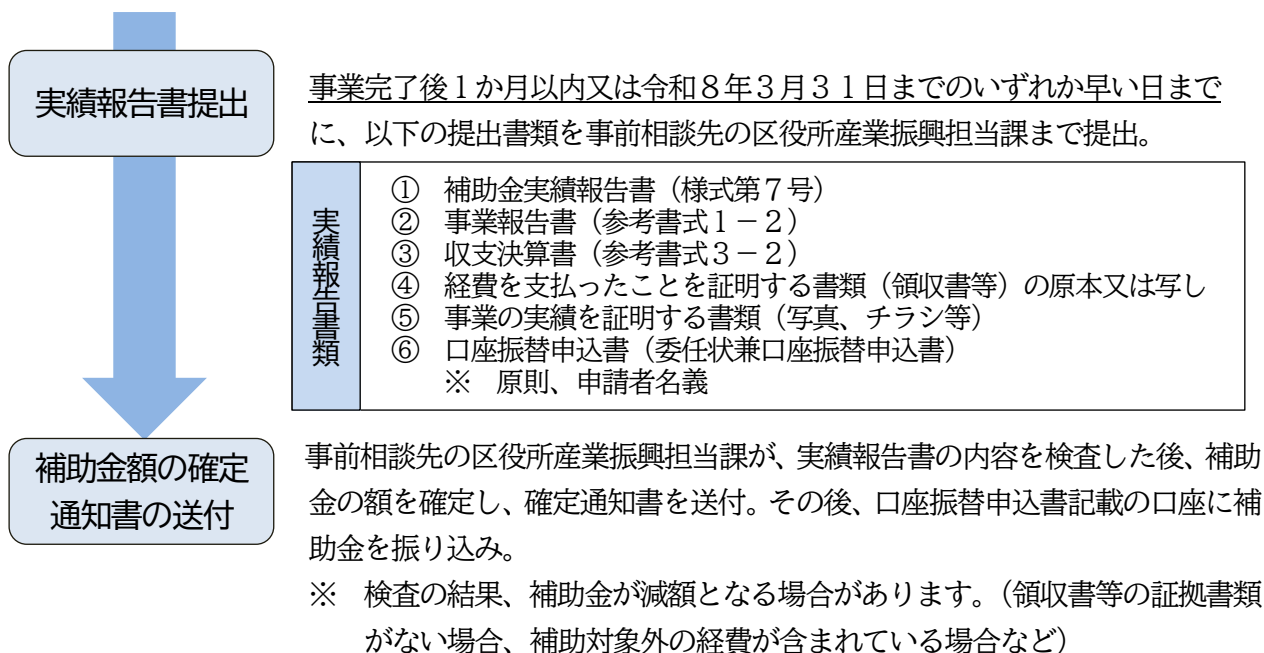 実績報告書提出
事業完了後１か月以内又は令和８年３月３１日までのいずれか早い日まで
に、以下の提出書類を事前相談先の区役所産業振興担当課まで提出。
実績報告書類
① 補助金実績報告書（様式第７号）
② 事業報告書（参考書式１－２）
③ 収支決算書（参考書式３－２）
④ 経費を支払ったことを証明する書類（領収書等）の原本又は写し
⑤ 事業の実績を証明する書類（写真、チラシ等）
⑥ 口座振替申込書（委任状兼口座振替申込書）
※ 原則、申請者名義
補助金額の確定
通知書の送付
事前相談先の区役所産業振興担当課が、実績報告書の内容を検査した後、補助
金の額を確定し、確定通知書を送付。その後、口座振替申込書記載の口座に補
助金を振り込み。
※ 検査の結果、補助金が減額となる場合があります。（領収書等の証拠書類
がない場合、補助対象外の経費が含まれている場合など）